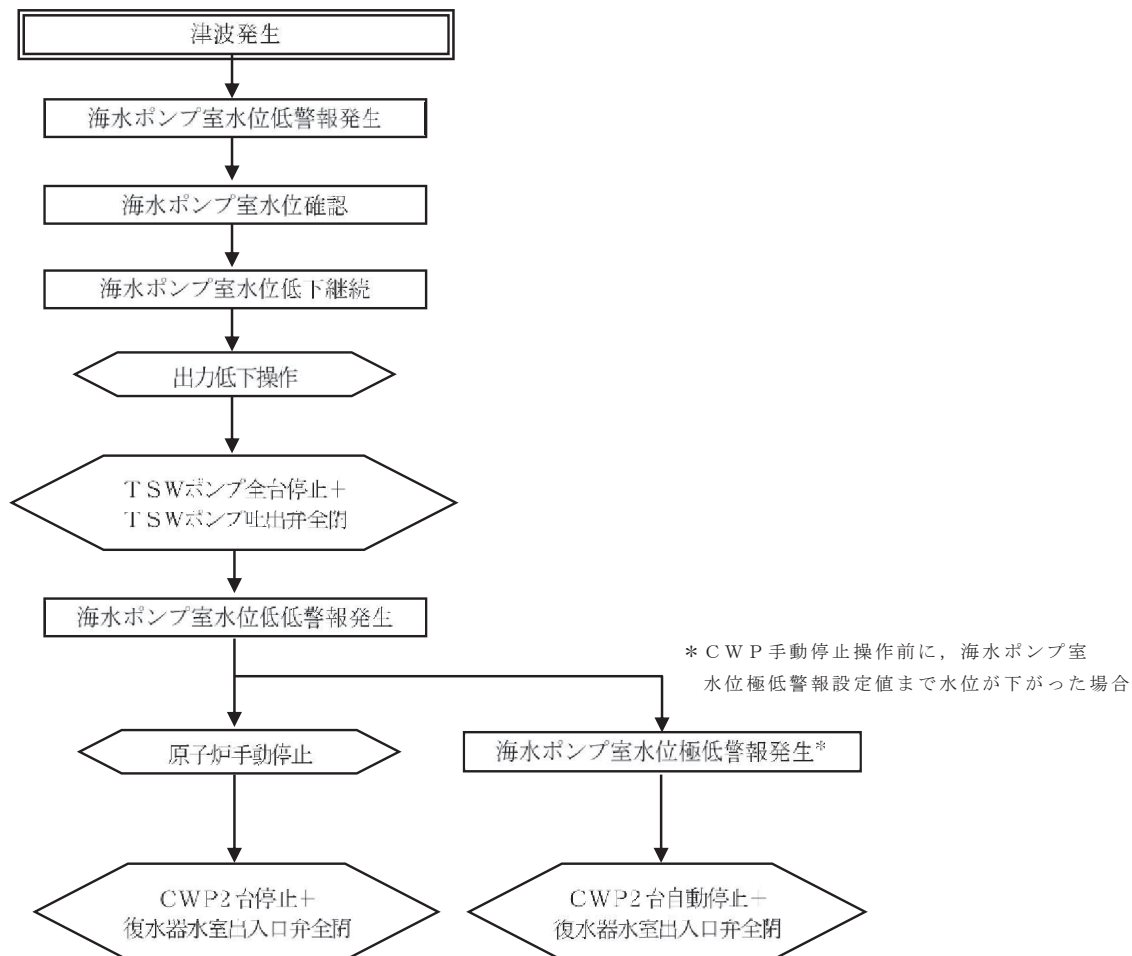 津波発生
海水ポンプ室水位低警報発生
海水ポンプ室水位確認
海水ポンプ室水位低下継続
出力低下操作
ＴＳＷポンプ全台停止＋
ＴＳＷポンプ吐出弁全閉
海水ポンプ室水位低低警報発生
＊ＣＷＰ手動停止操作前に，海水ポンプ室
水位極低警報設定値まで水位が下がった場合
原子炉手動停止
海水ポンプ室水位極低警報発生*
ＣＷＰ2台停止＋
復水器水室出入口弁全閉
ＣＷＰ2台自動停止＋
復水器水室出入口弁全閉